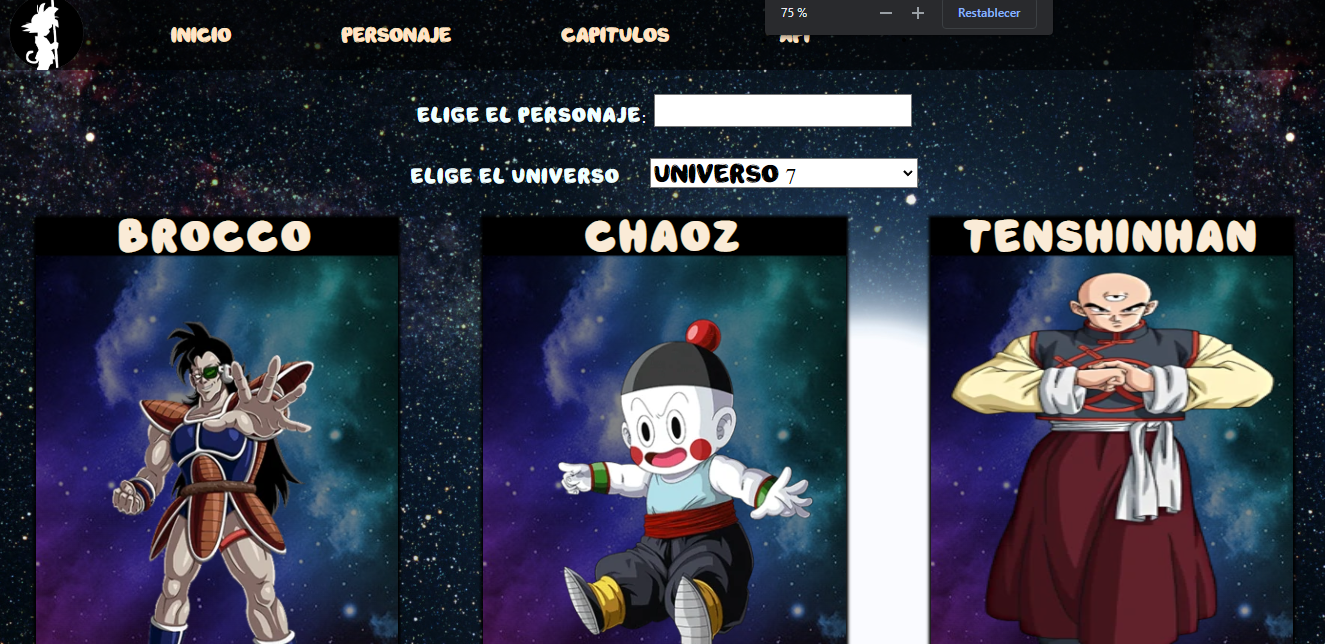 75 %
Restablecer
INICIO PERSONAJE CAPITULOS API
ELIGE EL PERSONAJE:
ELIGE EL UNIVERSO UNIVERSO 7
BROCCO CHAOZ TENSHINHAN